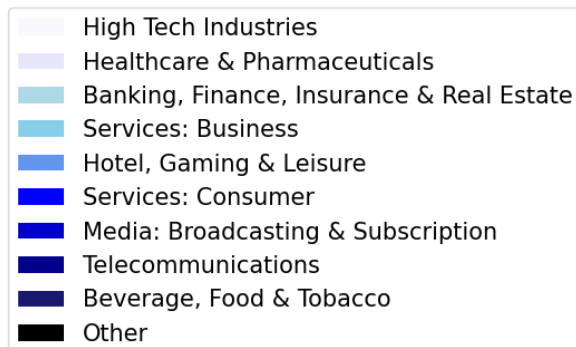 High Tech Industries
Healthcare & Pharmaceuticals
Banking, Finance, Insurance & Real Estate
Services: Business
Hotel, Gaming & Leisure
Services: Consumer
Media: Broadcasting & Subscription
Telecommunications
Beverage, Food & Tobacco
Other